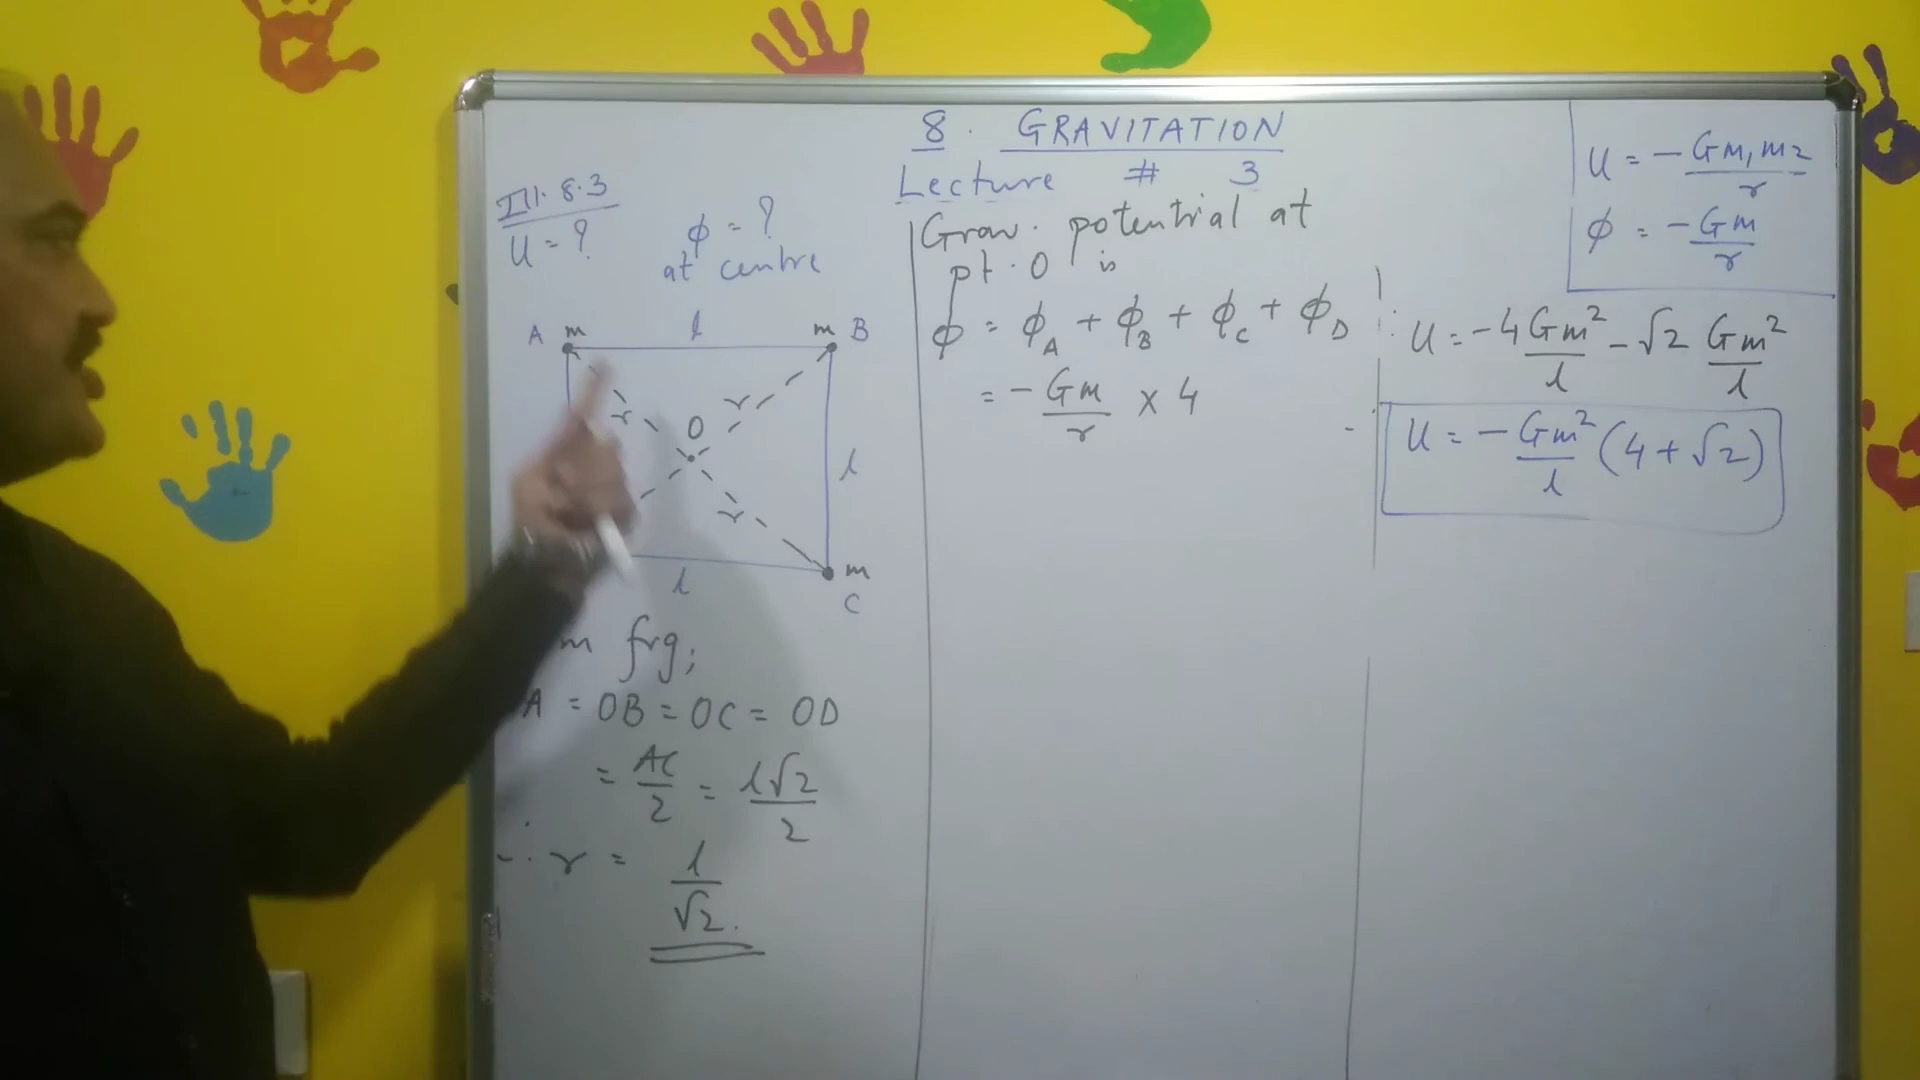 8. GRAVITATION
Lecture # 3
Ill. 8.3
U = ?
φ = ?
at centre
A m l m B
r r
O
l
r
l m
C
m frg;
A = OB = OC = OD
= AC/2 = l√2/2
∴ r = l/√2.
Grav. potential at
pt. O is
φ = φ_A + φ_B + φ_C + φ_D
= - Gm/r × 4
U = - Gm₁m₂/r
φ = - Gm/r
∴ U = -4 Gm²/l - √2 Gm²/l
U = - Gm²/l (4 + √2)